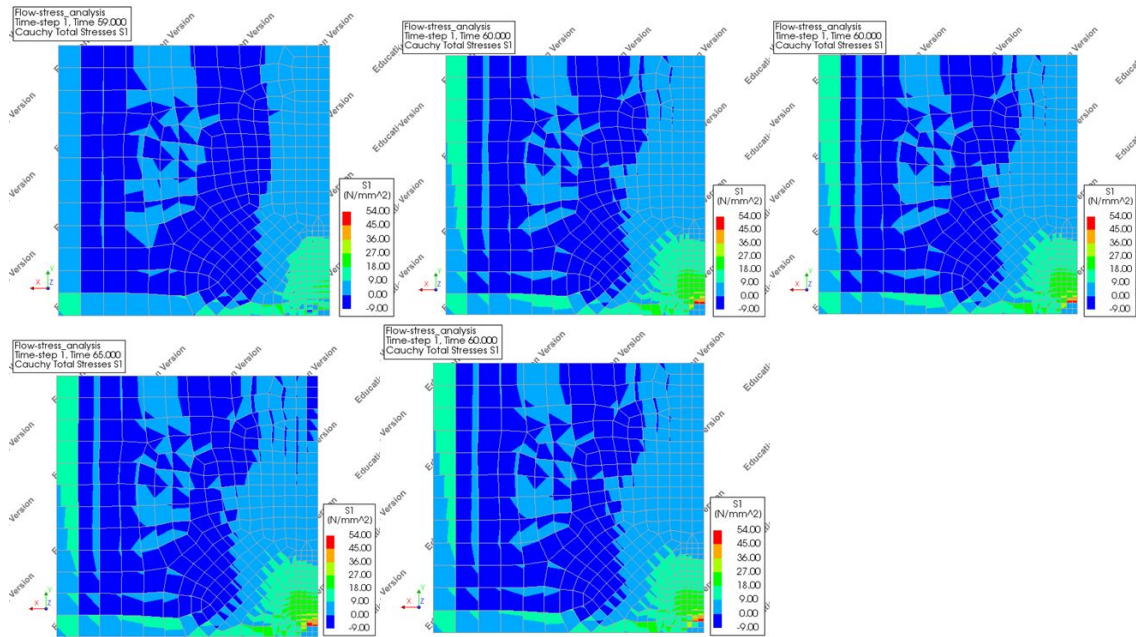 Flow-stress_analysis
Time-step 1, Time 59.000
Cauchy Total Stresses S1
Version
S1
(N/mm^2)
54.00
45.00
36.00
27.00
18.00
9.00
0.00
-9.00
X
Y
Z
Flow-stress_analysis
Time-step 1, Time 60.000
Cauchy Total Stresses S1
Version
S1
(N/mm^2)
54.00
45.00
36.00
27.00
18.00
9.00
0.00
-9.00
X
Y
Z
Flow-stress_analysis
Time-step 1, Time 60.000
Cauchy Total Stresses S1
Version
S1
(N/mm^2)
54.00
45.00
36.00
27.00
18.00
9.00
0.00
-9.00
X
Y
Z
Flow-stress_analysis
Time-step 1, Time 65.000
Cauchy Total Stresses S1
Version
S1
(N/mm^2)
54.00
45.00
36.00
27.00
18.00
9.00
0.00
-9.00
X
Y
Z
Flow-stress_analysis
Time-step 1, Time 60.000
Cauchy Total Stresses S1
Version
S1
(N/mm^2)
54.00
45.00
36.00
27.00
18.00
9.00
0.00
-9.00
X
Y
Z